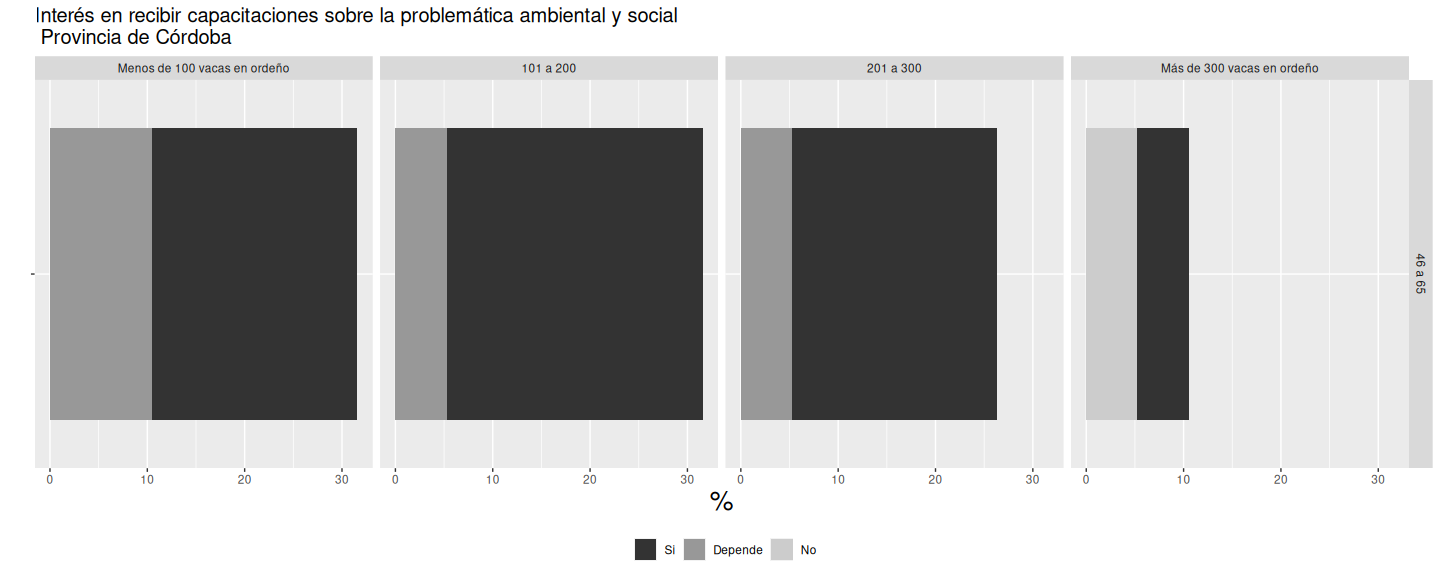 Interés en recibir capacitaciones sobre la problemática ambiental y social
Provincia de Córdoba
Menos de 100 vacas en ordeño
101 a 200
201 a 300
Más de 300 vacas en ordeño
46 a 65
0 10 20 30
0 10 20 30
0 10 20 30
0 10 20 30
%
Si Depende No